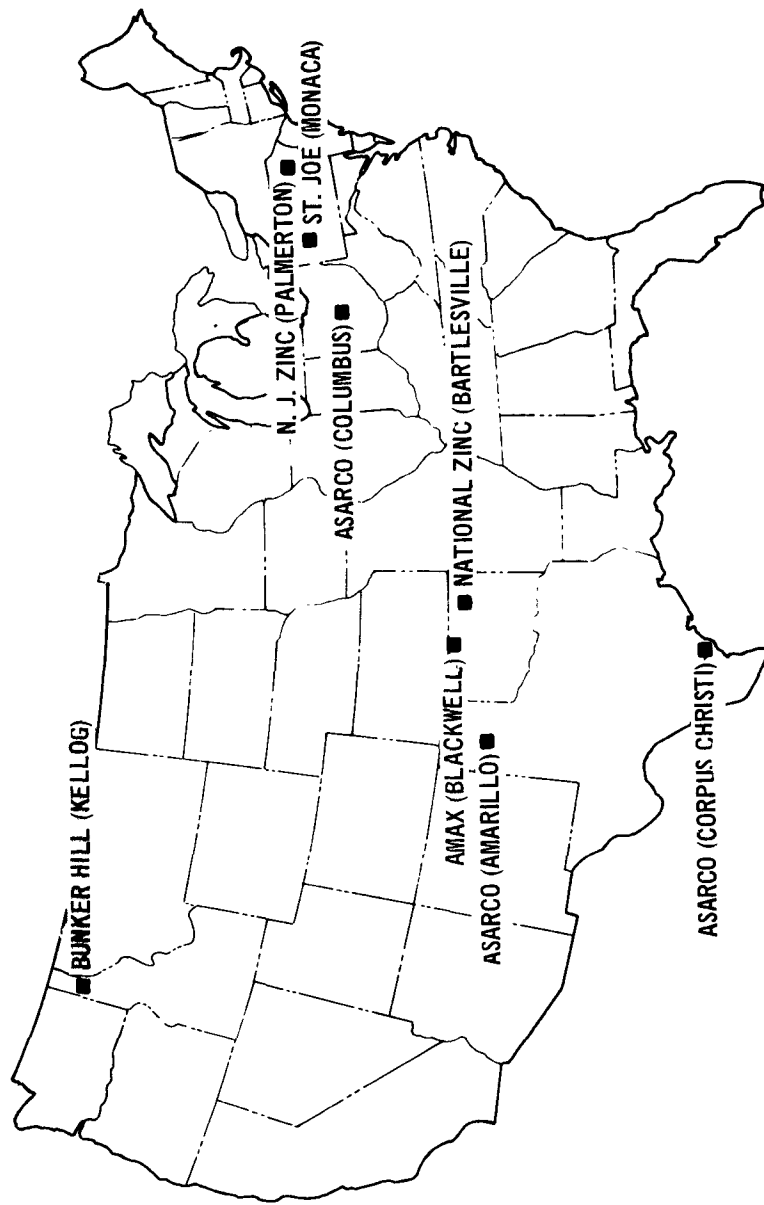 BUNKER HILL (KELLOG)
N. J. ZINC (PALMERTON)
ST. JOE (MONACA)
ASARCO (COLUMBUS)
AMAX (BLACKWELL)
NATIONAL ZINC (BARTLESVILLE)
ASARCO (AMARILLO)
ASARCO (CORPUS CHRISTI)